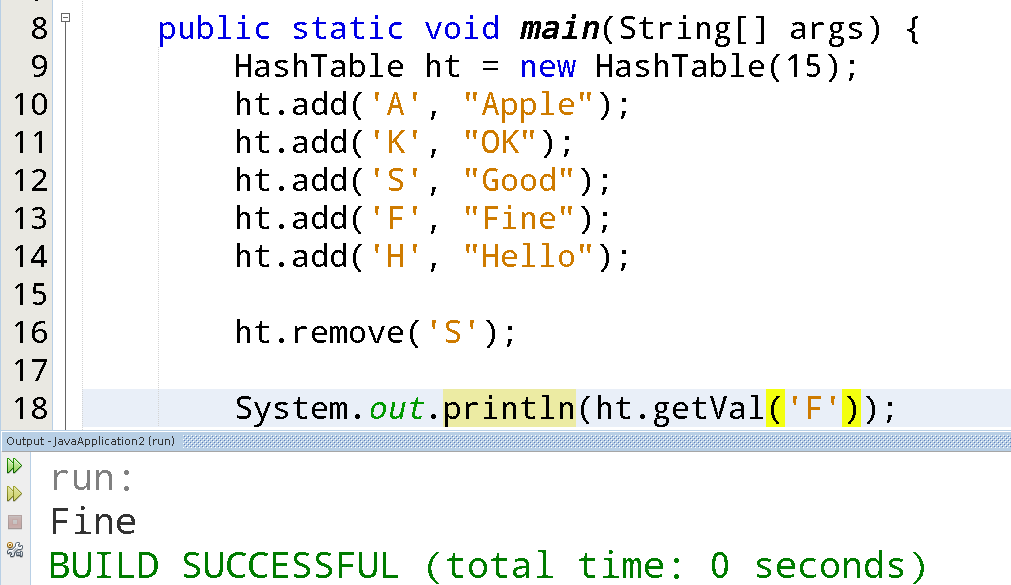 8 public static void main(String[] args) {
9 HashTable ht = new HashTable(15);
10 ht.add('A', "Apple");
11 ht.add('K', "OK");
12 ht.add('S', "Good");
13 ht.add('F', "Fine");
14 ht.add('H', "Hello");
15
16 ht.remove('S');
17
18 System.out.println(ht.getVal('F'));
Output - JavaApplication2 (run)
run:
Fine
BUILD SUCCESSFUL (total time: 0 seconds)